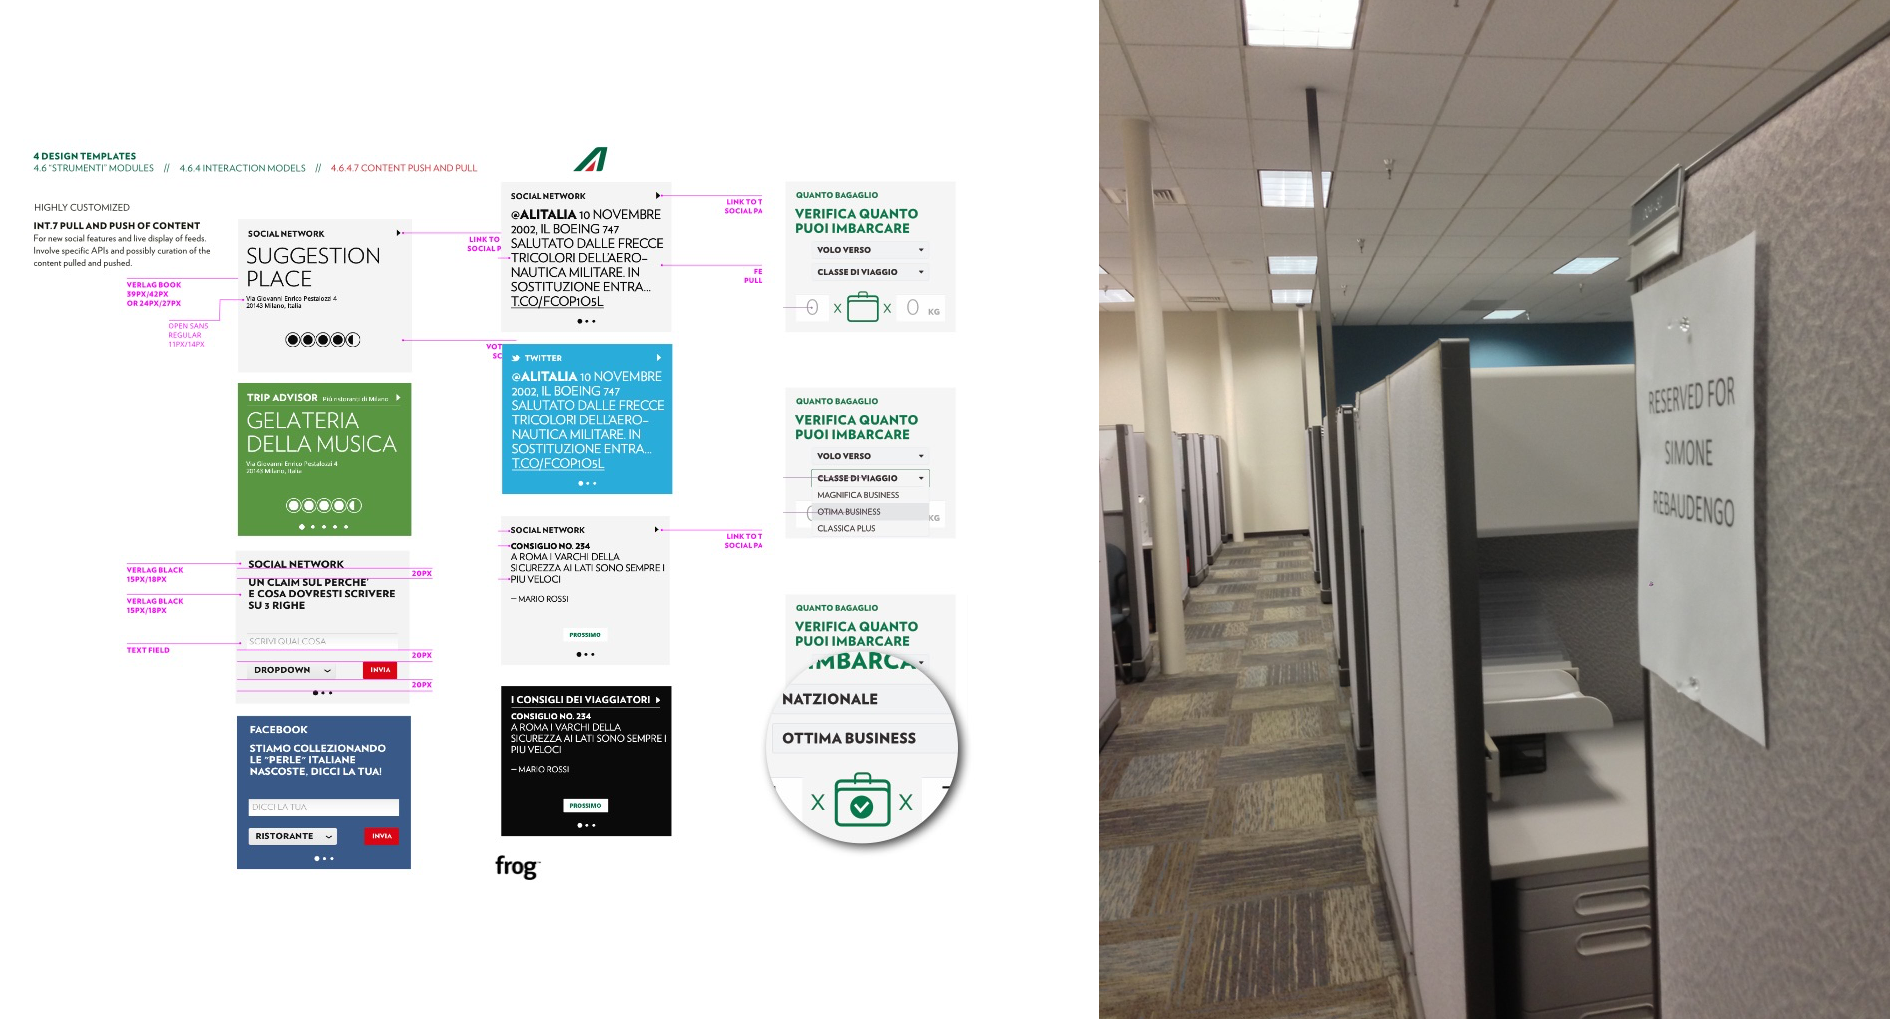 4 DESIGN TEMPLATES
4.6 "STRUMENTI" MODULES // 4.6.4 INTERACTION MODELS // 4.6.4.7 CONTENT PUSH AND PULL
HIGHLY CUSTOMIZED
INT.7 PULL AND PUSH OF CONTENT
For new social features and live display of feeds.
Involve specific APIs and possibly curation of the
content pulled and pushed.
VERLAG BOOK
39PX/42PX
OR 24PX/27PX
OPEN SANS
REGULAR
11PX/14PX
SOCIAL NETWORK
SUGGESTION
PLACE
Via Giovanni Enrico Pestalozzi 4
20143 Milano, Italia
LINK TO
SOCIAL P
VOT
SC
TRIP ADVISOR Più ristoranti di Milano
GELATERIA
DELLA MUSICA
Via Giovanni Enrico Pestalozzi 4
20143 Milano, Italia
VERLAG BLACK
15PX/18PX
VERLAG BLACK
15PX/18PX
TEXT FIELD
SOCIAL NETWORK
20PX
UN CLAIM SUL PERCHE'
E COSA DOVRESTI SCRIVERE
SU 3 RIGHE
SCRIVI QUALCOSA
20PX
DROPDOWN INVIA
20PX
FACEBOOK
STIAMO COLLEZIONANDO
LE "PERLE" ITALIANE
NASCOSTE, DICCI LA TUA!
DICCI LA TUA
RISTORANTE INVIA
SOCIAL NETWORK
@ALITALIA 10 NOVEMBRE
2002, IL BOEING 747
SALUTATO DALLE FRECCE
TRICOLORI DELL'AERO–
NAUTICA MILITARE. IN
SOSTITUZIONE ENTRA...
T.CO/FCOP1O5L
LINK TO T
SOCIAL PA
FE
PULL
TWITTER
@ALITALIA 10 NOVEMBRE
2002, IL BOEING 747
SALUTATO DALLE FRECCE
TRICOLORI DELL'AERO–
NAUTICA MILITARE. IN
SOSTITUZIONE ENTRA...
T.CO/FCOP1O5L
SOCIAL NETWORK
CONSIGLIO NO. 234
A ROMA I VARCHI DELLA
SICUREZZA AI LATI SONO SEMPRE I
PIU VELOCI
– MARIO ROSSI
PROSSIMO
LINK TO T
SOCIAL PA
I CONSIGLI DEI VIAGGIATORI
CONSIGLIO NO. 234
A ROMA I VARCHI DELLA
SICUREZZA AI LATI SONO SEMPRE I
PIU VELOCI
– MARIO ROSSI
PROSSIMO
frog
QUANTO BAGAGLIO
VERIFICA QUANTO
PUOI IMBARCARE
VOLO VERSO
CLASSE DI VIAGGIO
0 X X 0 KG
QUANTO BAGAGLIO
VERIFICA QUANTO
PUOI IMBARCARE
VOLO VERSO
CLASSE DI VIAGGIO
MAGNIFICA BUSINESS
OTIMA BUSINESS
KG
CLASSICA PLUS
QUANTO BAGAGLIO
VERIFICA QUANTO
PUOI IMBARCARE
IMBARCA
NATZIONALE
OTTIMA BUSINESS
X X
RESERVED FOR
SIMONE
REBAUDENGO